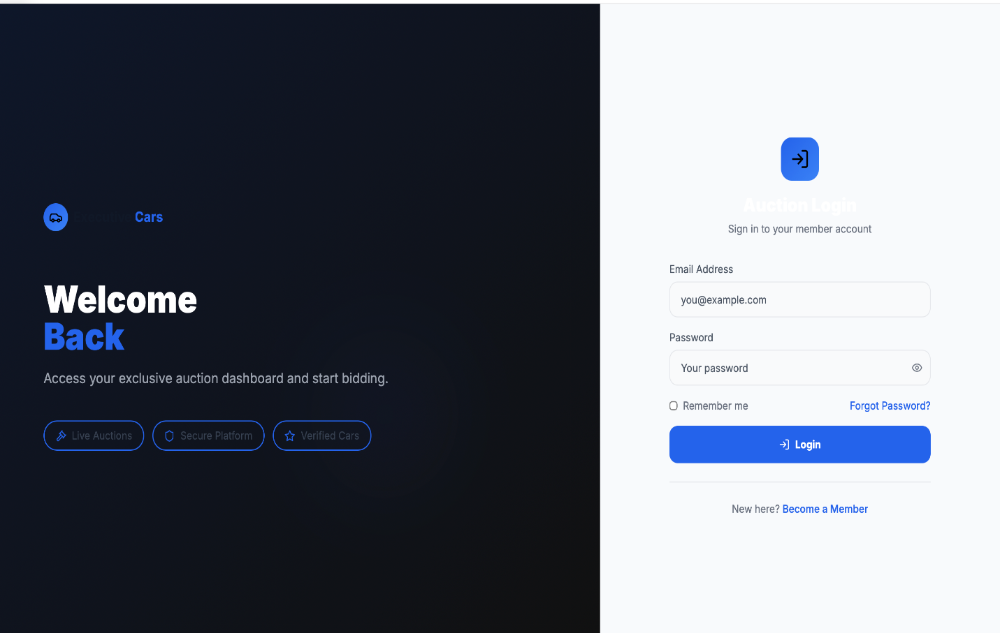 Cars
Welcome
Back
Access your exclusive auction dashboard and start bidding.
Live Auctions
Secure Platform
Verified Cars
Auction Login
Sign in to your member account
Email Address
you@example.com
Password
Your password
Remember me
Forgot Password?
Login
New here? Become a Member